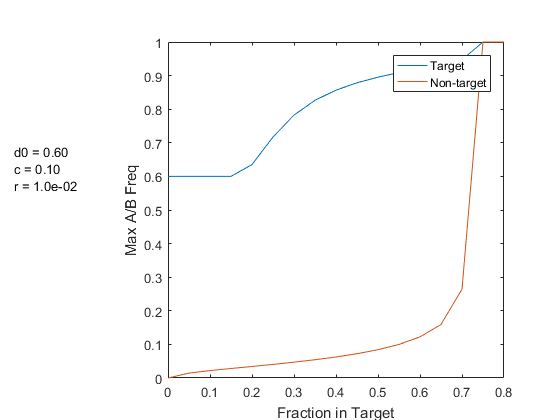 d0 = 0.60
c = 0.10
r = 1.0e-02
Max A/B Freq
1
0.9
0.8
0.7
0.6
0.5
0.4
0.3
0.2
0.1
0
Target
Non-target
0 0.1 0.2 0.3 0.4 0.5 0.6 0.7 0.8
Fraction in Target